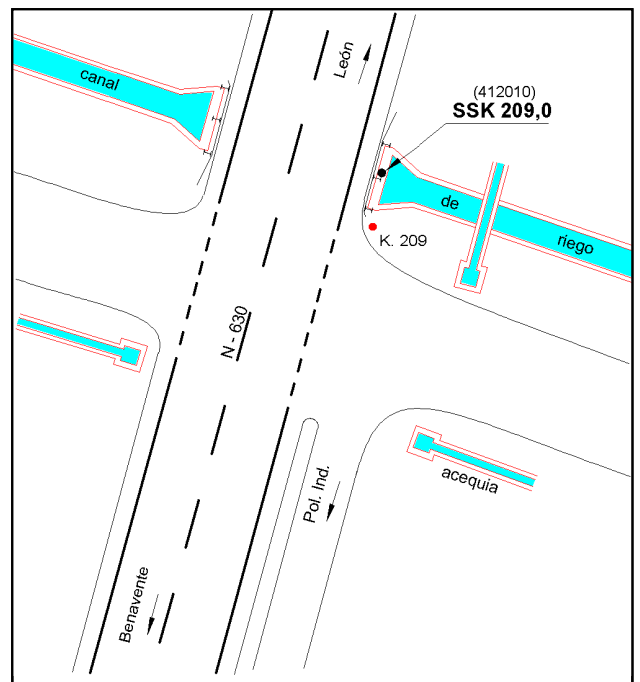 León
canal
(412010)
SSK 209,0
de
riego
K. 209
N - 630
acequia
Pol. Ind.
Benavente